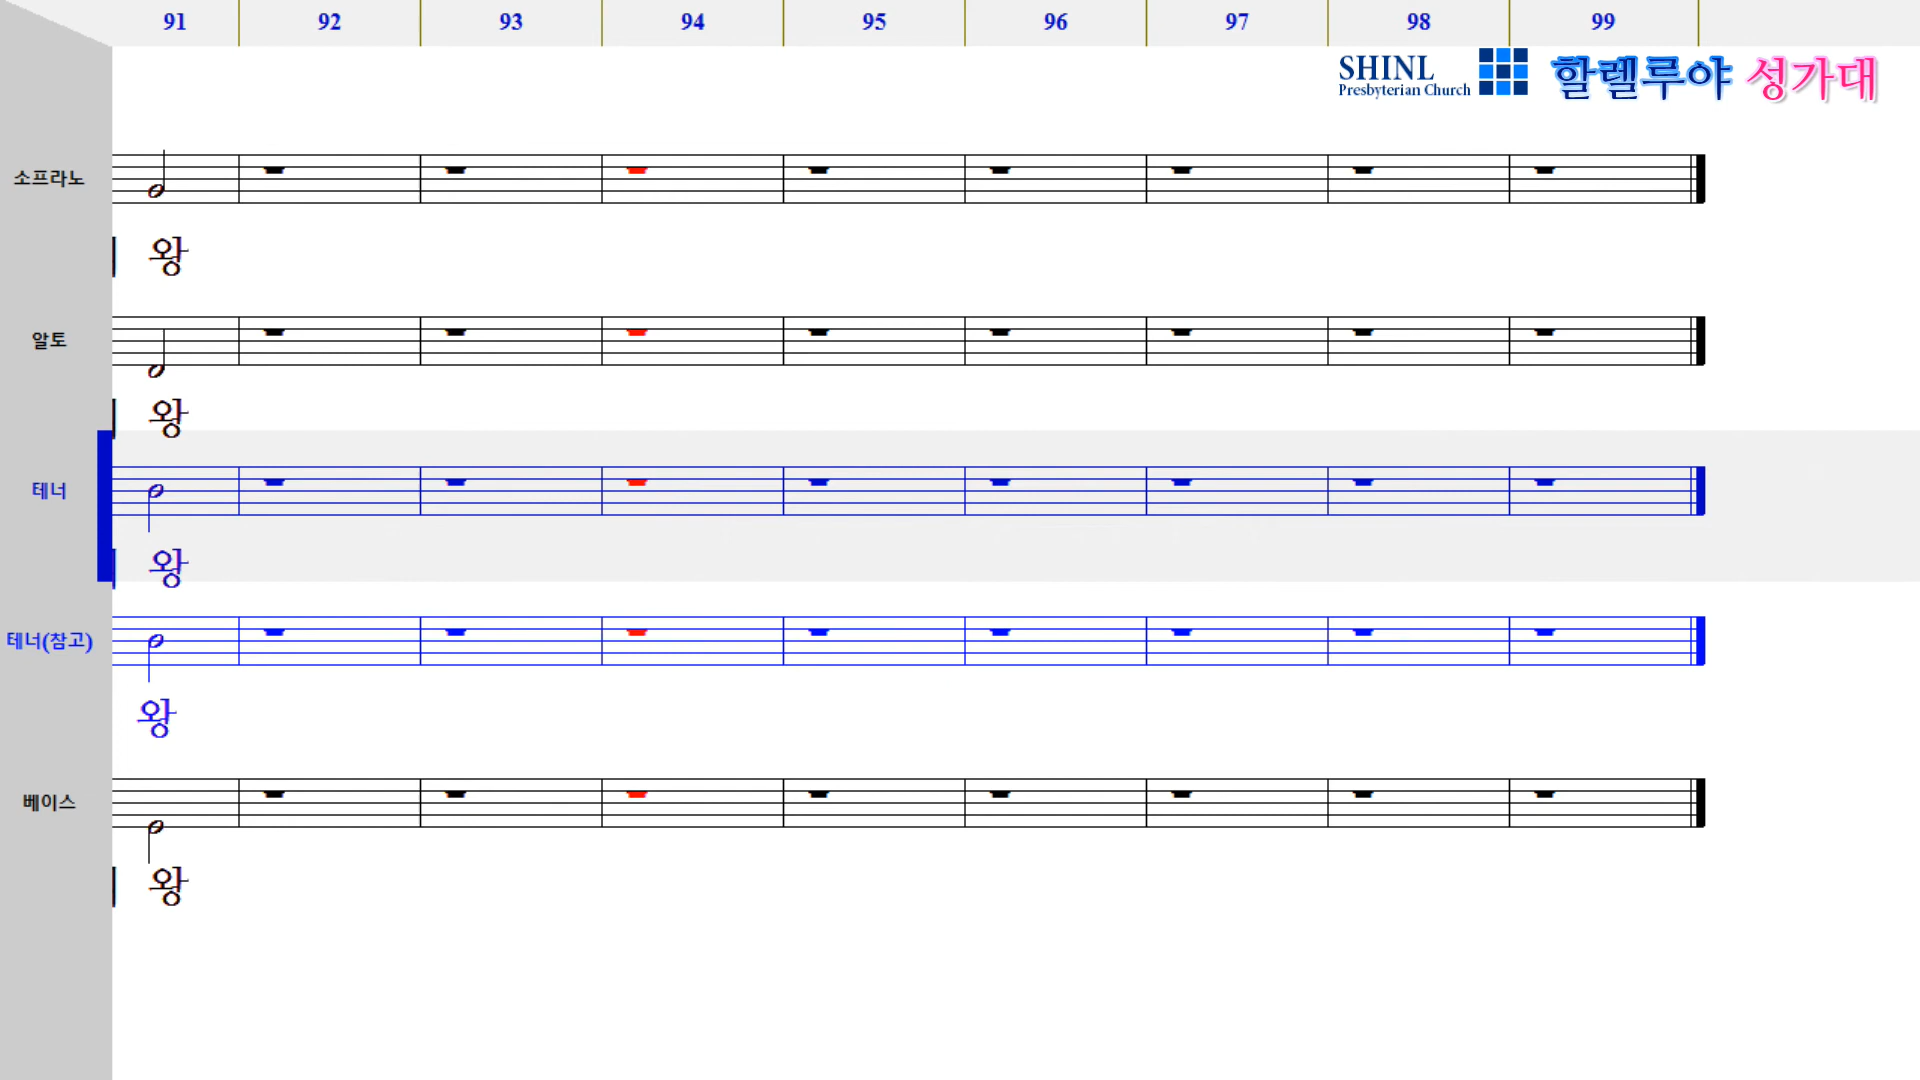 91 92 93 94 95 96 97 98 99
SHINL
Presbyterian Church
할렐루야 성가대
소프라노
왕
알토
왕
테너
왕
테너(참고)
왕
베이스
왕